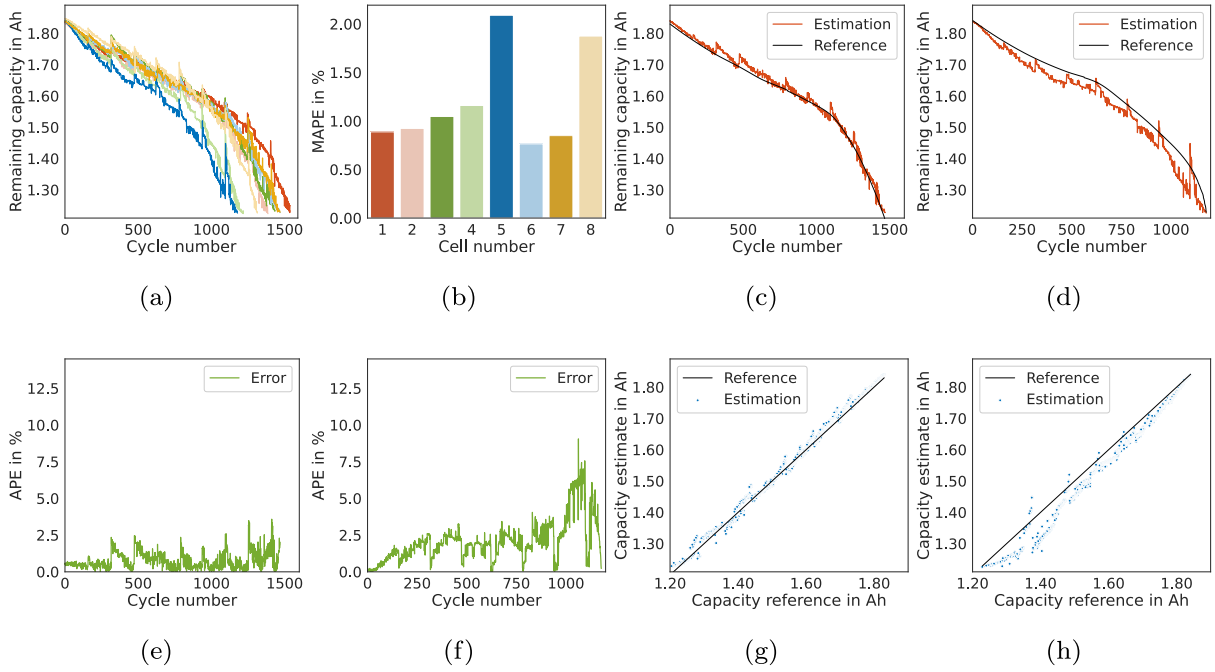 Remaining capacity in Ah
1.80
1.70
1.60
1.50
1.40
1.30
0 500 1000 1500
Cycle number
(a)
MAPE in %
2.00
1.50
1.00
0.50
0.00
1 2 3 4 5 6 7 8
Cell number
(b)
Remaining capacity in Ah
1.80
1.70
1.60
1.50
1.40
1.30
Estimation
Reference
0 500 1000 1500
Cycle number
(c)
Remaining capacity in Ah
1.80
1.70
1.60
1.50
1.40
1.30
Estimation
Reference
0 250 500 750 1000
Cycle number
(d)
APE in %
12.5
10.0
7.5
5.0
2.5
0.0
Error
0 500 1000 1500
Cycle number
(e)
APE in %
12.5
10.0
7.5
5.0
2.5
0.0
Error
0 250 500 750 1000
Cycle number
(f)
Capacity estimate in Ah
1.80
1.70
1.60
1.50
1.40
1.30
Reference
Estimation
1.20 1.40 1.60 1.80
Capacity reference in Ah
(g)
Capacity estimate in Ah
1.80
1.70
1.60
1.50
1.40
1.30
Reference
Estimation
1.20 1.40 1.60 1.80
Capacity reference in Ah
(h)